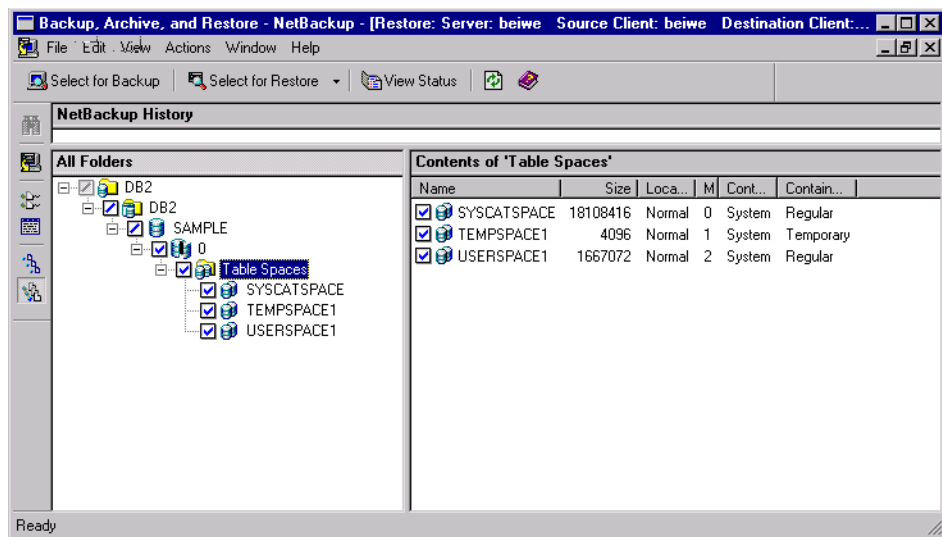 Backup, Archive, and Restore - NetBackup - [Restore: Server: beiwe Source Client: beiwe Destination Client:...
File Edit View Actions Window Help
Select for Backup Select for Restore View Status
NetBackup History
All Folders
DB2
DB2
SAMPLE
0
Table Spaces
SYSCATSPACE
TEMPSPACE1
USERSPACE1
Contents of 'Table Spaces'
Name Size Loca... M Cont... Contain...
SYSCATSPACE 18108416 Normal 0 System Regular
TEMPSPACE1 4096 Normal 1 System Temporary
USERSPACE1 1667072 Normal 2 System Regular
Ready